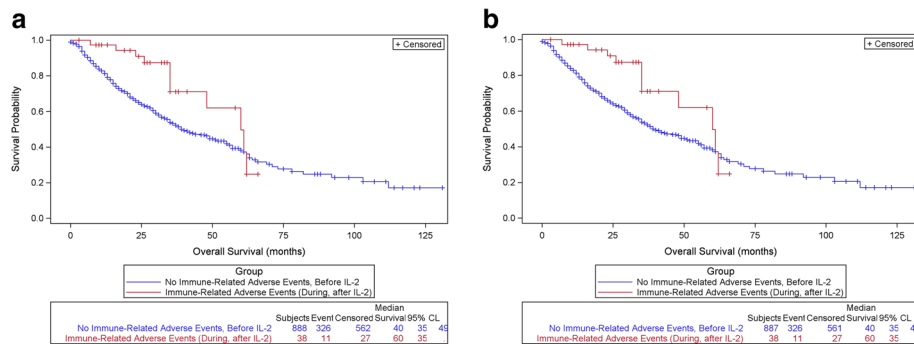 a
1.0
+ Censored
0.8
0.6
0.4
0.2
0.0
Survival Probability
0 25 50 75 100 125
Overall Survival (months)
Group
No Immune-Related Adverse Events, Before IL-2
Immune-Related Adverse Events (During, after IL-2)
Median
Subjects Event Censored Survival 95% CL
No Immune-Related Adverse Events, Before IL-2 888 326 562 40 35 49
Immune-Related Adverse Events (During, after IL-2) 38 11 27 60 35 .
b
1.0
+ Censored
0.8
0.6
0.4
0.2
0.0
Survival Probability
0 25 50 75 100 125
Overall Survival (months)
Group
No Immune-Related Adverse Events, Before IL-2
Immune-Related Adverse Events (During, after IL-2)
Median
Subjects Event Censored Survival 95% CL
No Immune-Related Adverse Events, Before IL-2 887 326 561 40 35 4
Immune-Related Adverse Events (During, after IL-2) 38 11 27 60 35